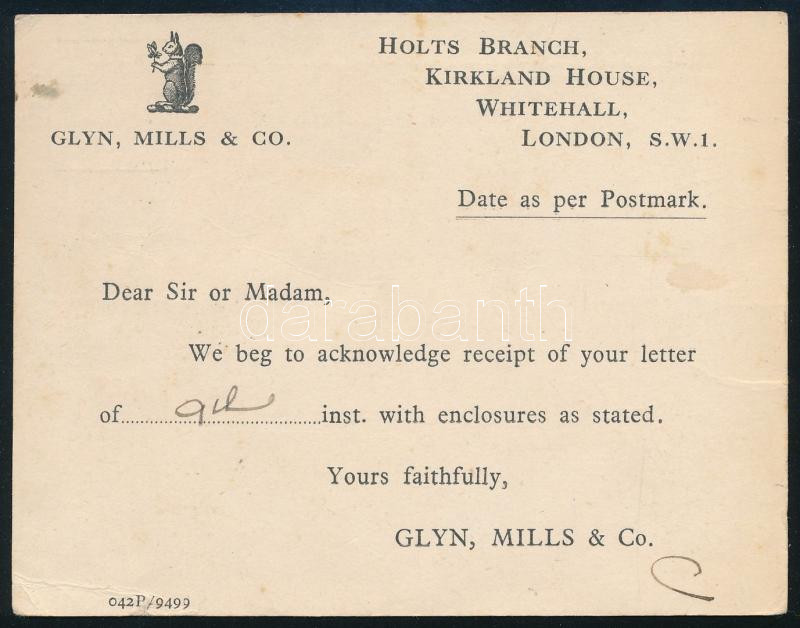 HOLTS BRANCH,
KIRKLAND HOUSE,
WHITEHALL,
LONDON, S.W.1.
GLYN, MILLS & CO.
Date as per Postmark.
Dear Sir or Madam,
darabanth
We beg to acknowledge receipt of your letter
of 9th inst. with enclosures as stated.
Yours faithfully,
GLYN, MILLS & Co.
042P/9499